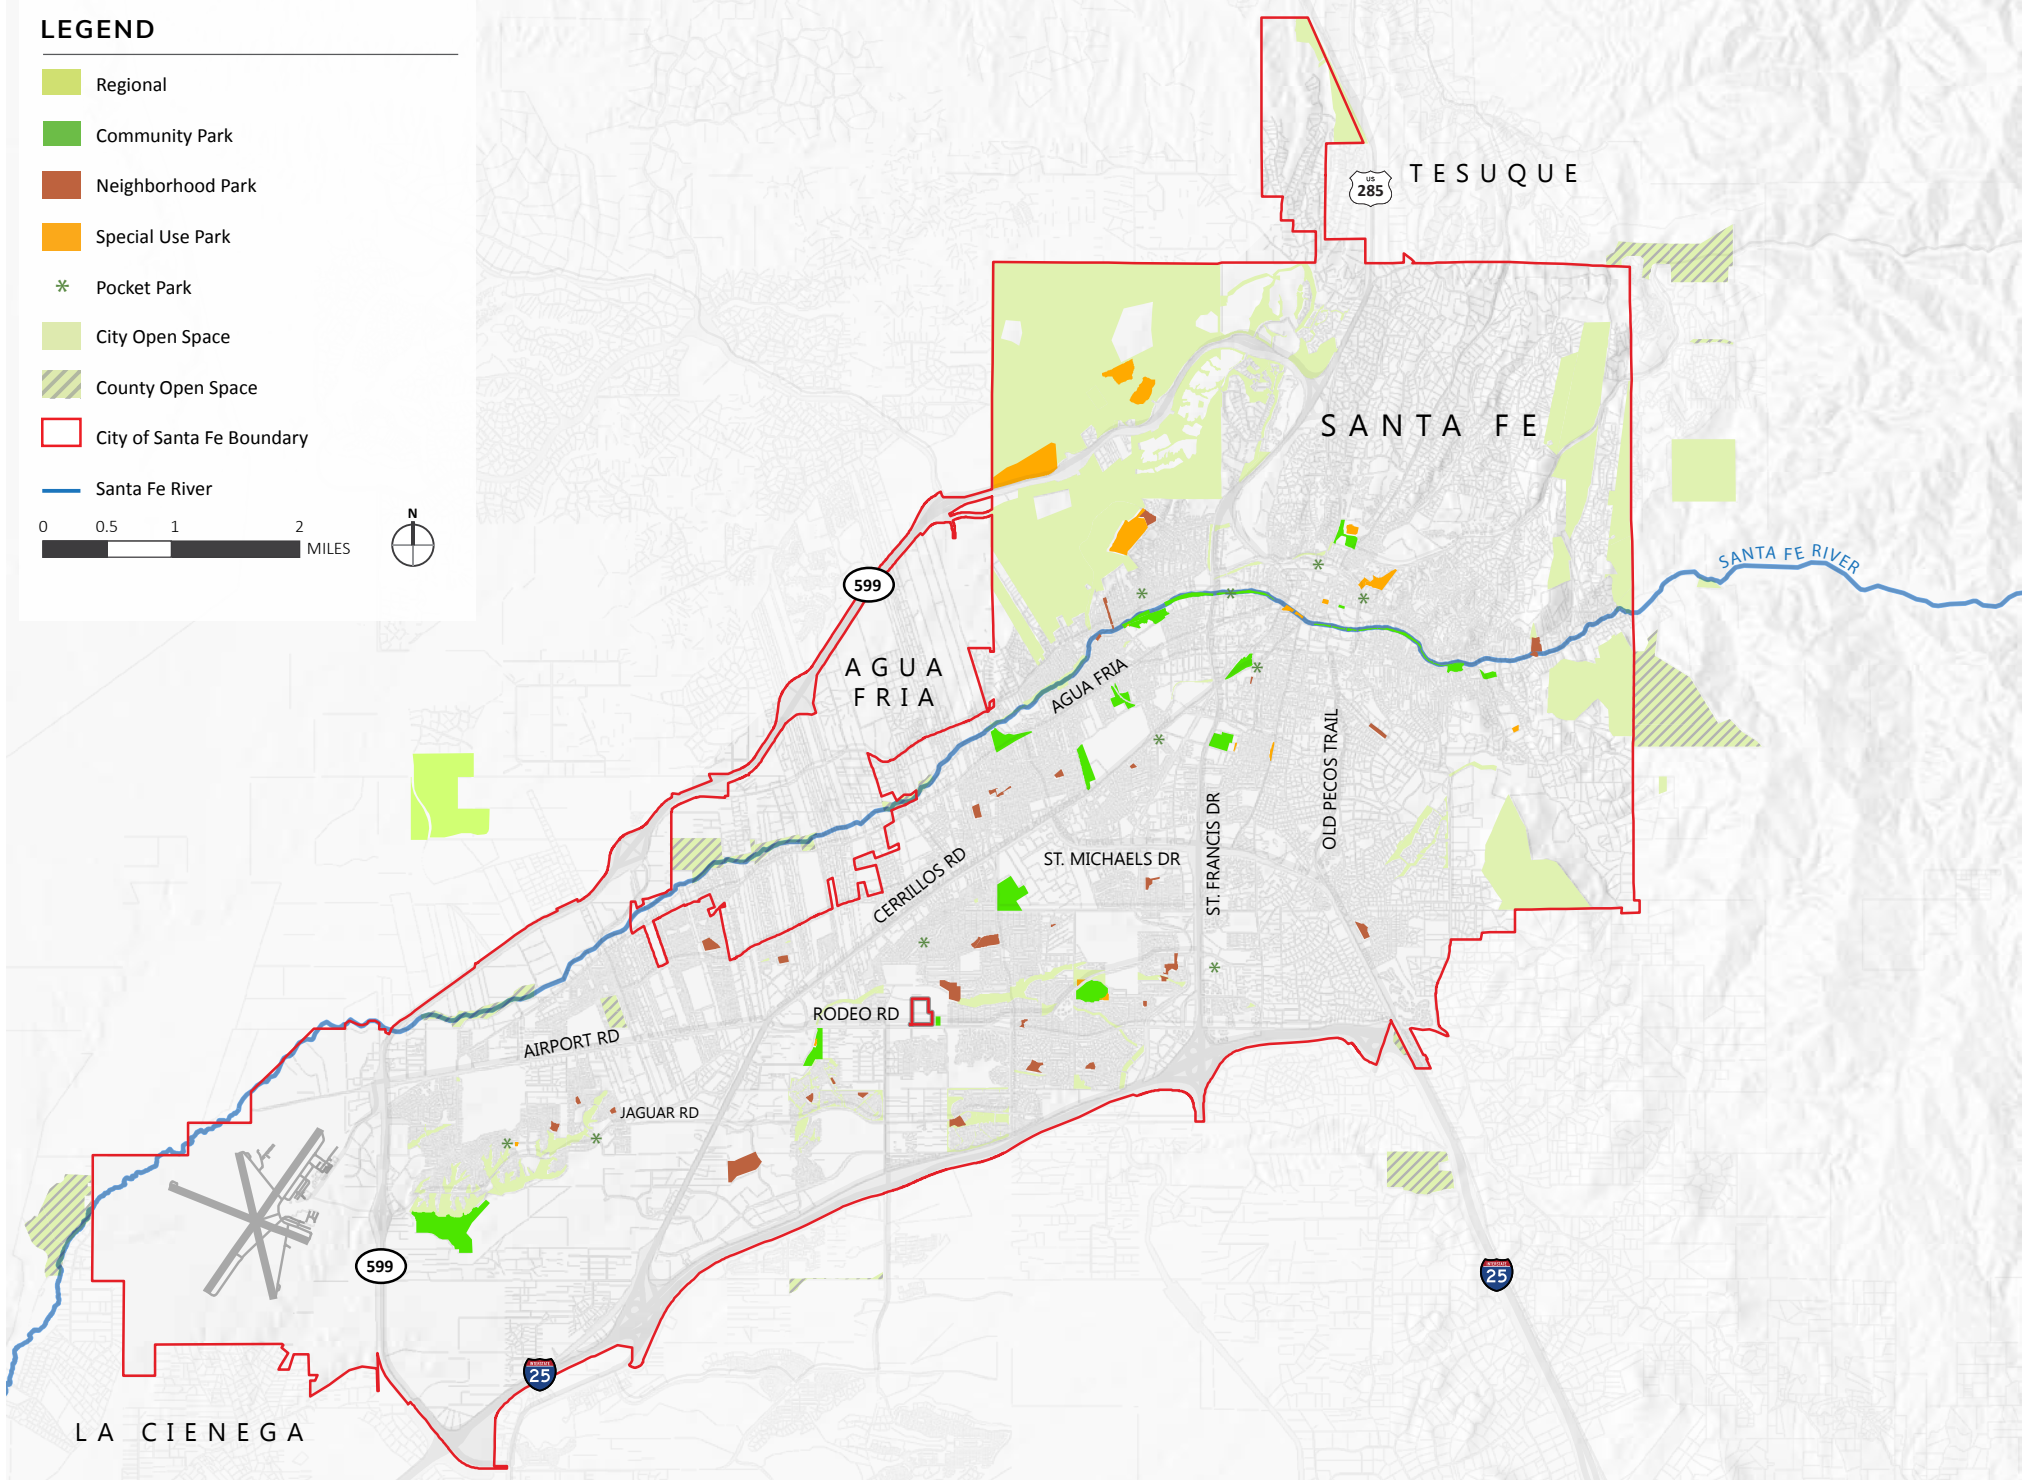 LEGEND
Regional
Community Park
Neighborhood Park
Special Use Park
Pocket Park
City Open Space
County Open Space
City of Santa Fe Boundary
Santa Fe River
0 0.5 1 2
MILES
N
US
285
TESUQUE
SANTA FE
SANTA FE RIVER
599
AGUA
FRIA
AGUA FRIA
OLD PECOS TRAIL
ST. FRANCIS DR
ST. MICHAELS DR
CERRILLOS RD
RODEO RD
AIRPORT RD
JAGUAR RD
599
INTERSTATE
25
INTERSTATE
25
LA CIENEGA